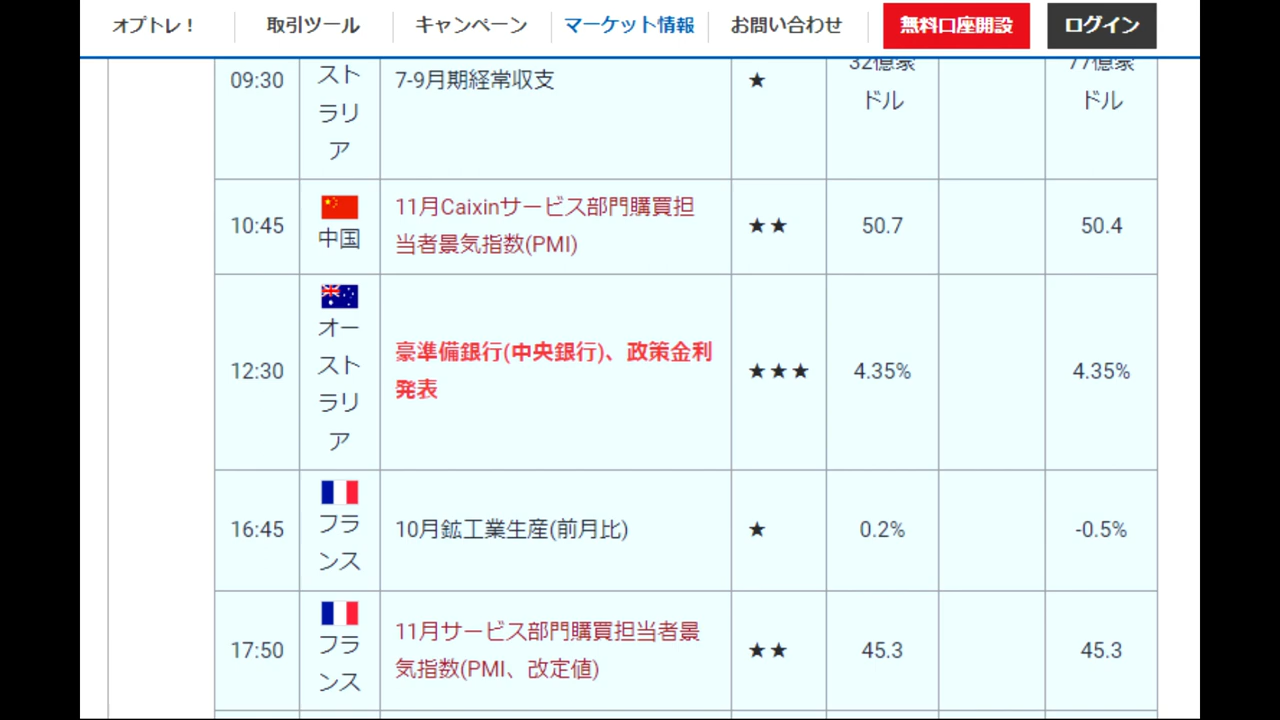 オプトレ！ 取引ツール キャンペーン マーケット情報 お問い合わせ 無料口座開設 ログイン
09:30 スト
ラリ
ア 7-9月期経常収支 ★ 32億豪
ドル 77億豪
ドル
10:45 中国 11月Caixinサービス部門購買担
当者景気指数(PMI) ★★ 50.7 50.4
12:30 オー
スト
ラリ
ア 豪準備銀行(中央銀行)、政策金利
発表 ★★★ 4.35% 4.35%
16:45 フラ
ンス 10月鉱工業生産(前月比) ★ 0.2% -0.5%
17:50 フラ
ンス 11月サービス部門購買担当者景
気指数(PMI、改定値) ★★ 45.3 45.3